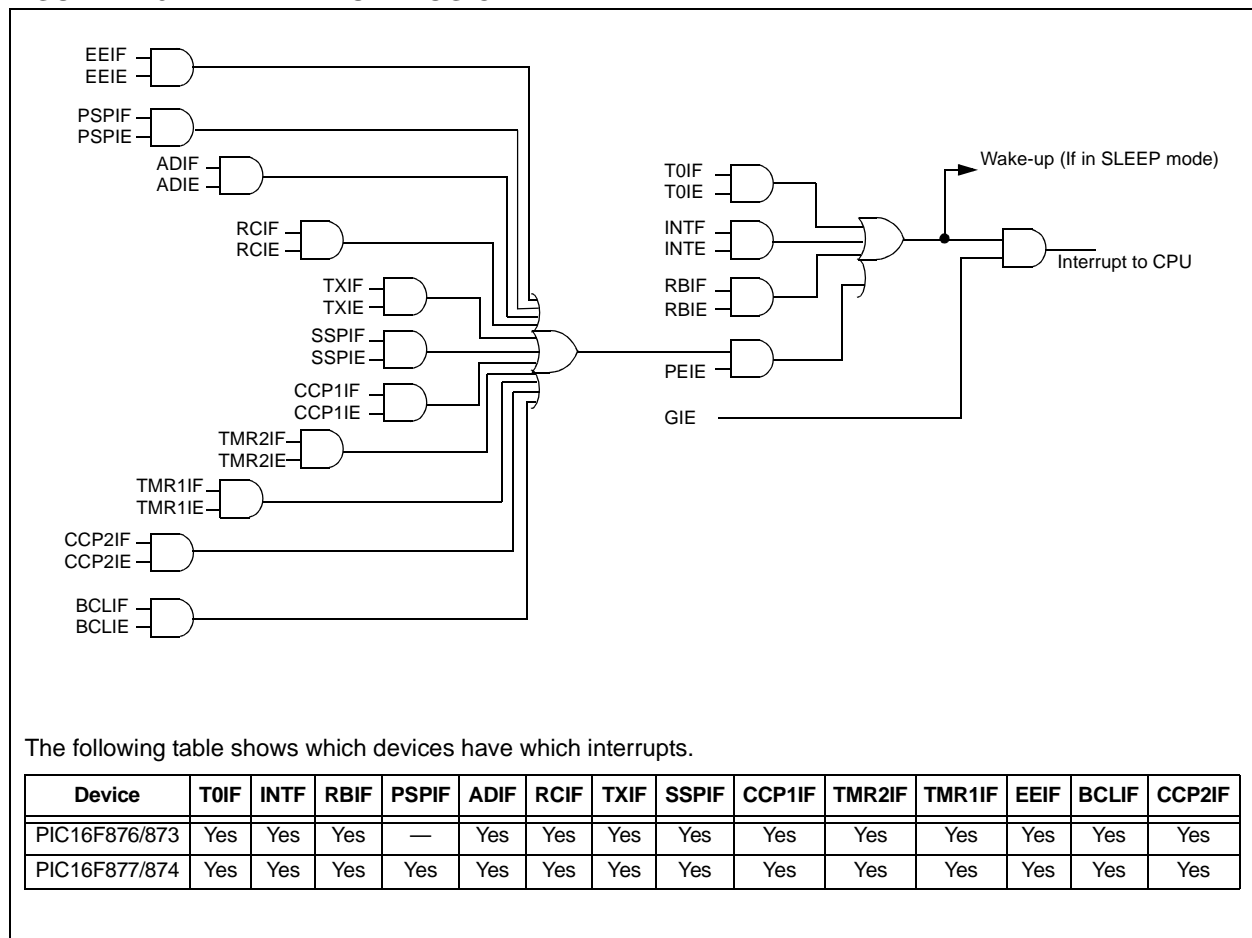 EEIF
EEIE
PSPIF
PSPIE
ADIF
ADIE
RCIF
RCIE
TXIF
TXIE
SSPIF
SSPIE
CCP1IF
CCP1IE
TMR2IF
TMR2IE
TMR1IF
TMR1IE
CCP2IF
CCP2IE
BCLIF
BCLIE
T0IF
T0IE
INTF
INTE
RBIF
RBIE
PEIE
GIE
Wake-up (If in SLEEP mode)
Interrupt to CPU
The following table shows which devices have which interrupts.
Device T0IF INTF RBIF PSPIF ADIF RCIF TXIF SSPIF CCP1IF TMR2IF TMR1IF EEIF BCLIF CCP2IF
PIC16F876/873 Yes Yes Yes — Yes Yes Yes Yes Yes Yes Yes Yes Yes Yes
PIC16F877/874 Yes Yes Yes Yes Yes Yes Yes Yes Yes Yes Yes Yes Yes Yes